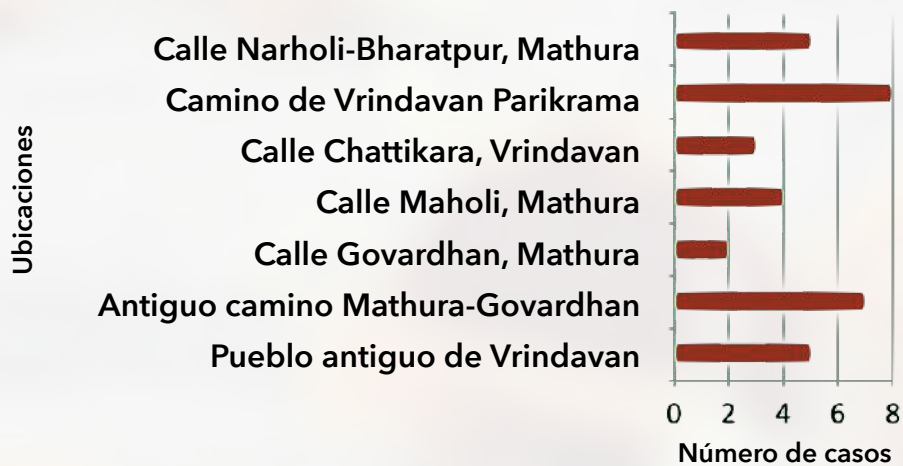 Ubicaciones
Calle Narholi-Bharatpur, Mathura
Camino de Vrindavan Parikrama
Calle Chattikara, Vrindavan
Calle Maholi, Mathura
Calle Govardhan, Mathura
Antiguo camino Mathura-Govardhan
Pueblo antiguo de Vrindavan
0 2 4 6 8
Número de casos